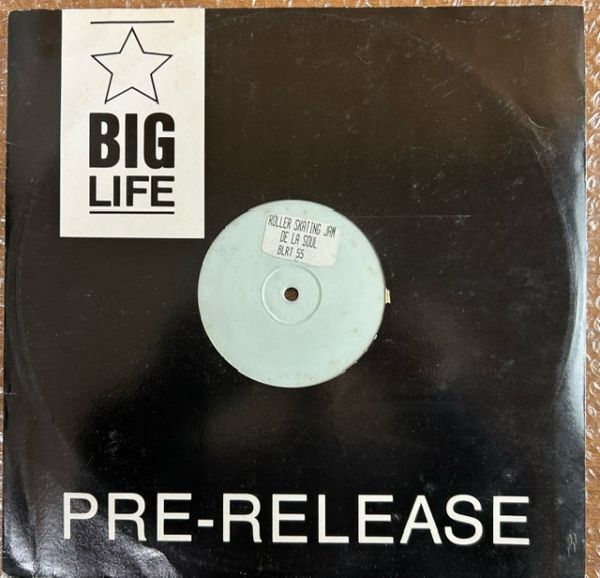 BIG
LIFE
ROLLER SKATING JAM
DE LA SOUL
BLRT 55
PRE-RELEASE